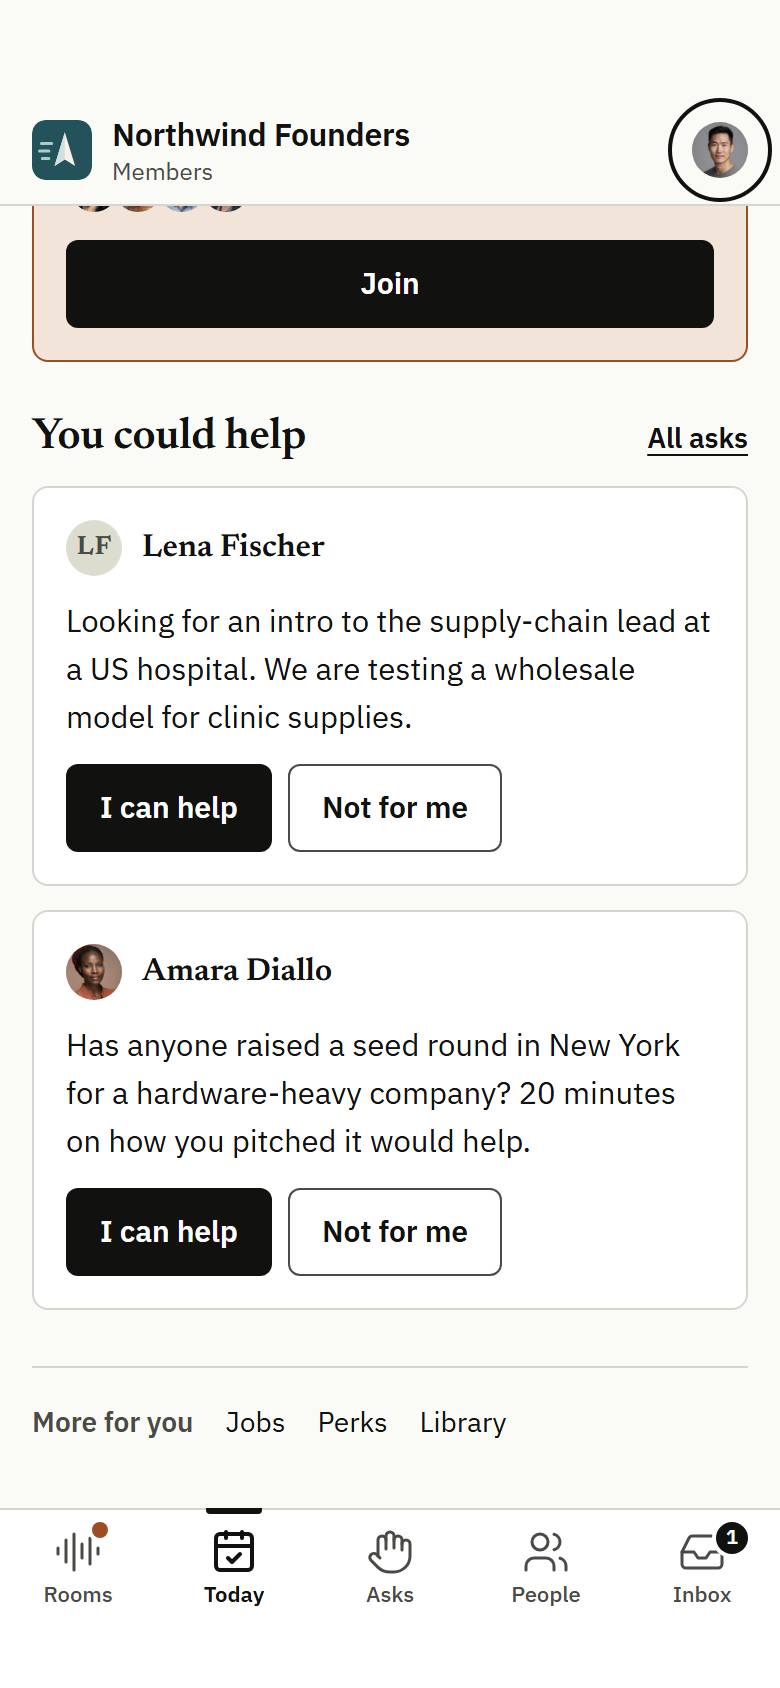 Northwind Founders
Members
Join
You could help
All asks
LF
Lena Fischer
Looking for an intro to the supply-chain lead at
a US hospital. We are testing a wholesale
model for clinic supplies.
I can help
Not for me
Amara Diallo
Has anyone raised a seed round in New York
for a hardware-heavy company? 20 minutes
on how you pitched it would help.
I can help
Not for me
More for you
Jobs
Perks
Library
1
Rooms
Today
Asks
People
Inbox